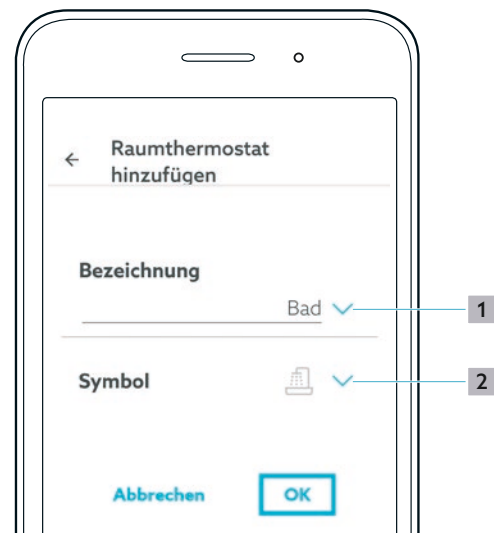 Raumthermostat
hinzufügen
Bezeichnung
Bad
1
Symbol
2
Abbrechen OK